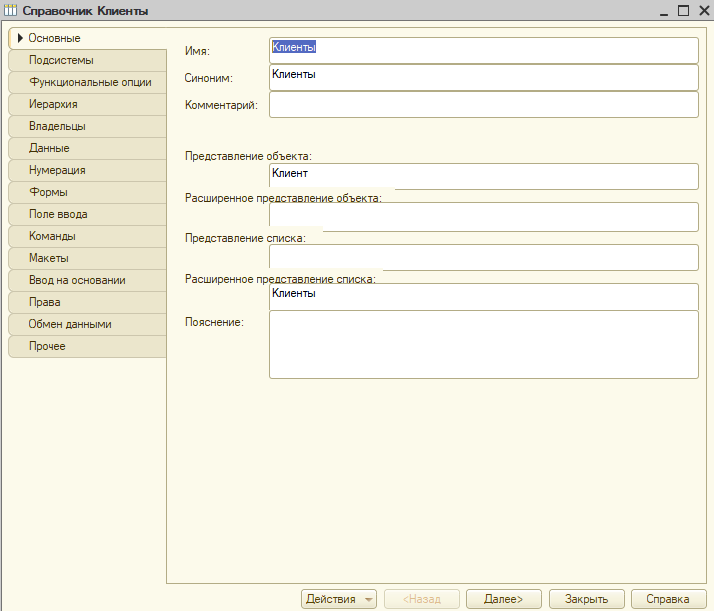 Справочник Клиенты
Основные
Подсистемы
Функциональные опции
Иерархия
Владельцы
Данные
Нумерация
Формы
Поле ввода
Команды
Макеты
Ввод на основании
Права
Обмен данными
Прочее
Имя: Клиенты
Синоним: Клиенты
Комментарий:
Представление объекта:
Клиент
Расширенное представление объекта:
Представление списка:
Расширенное представление списка:
Клиенты
Пояснение:
Действия <Назад Далее> Закрыть Справка